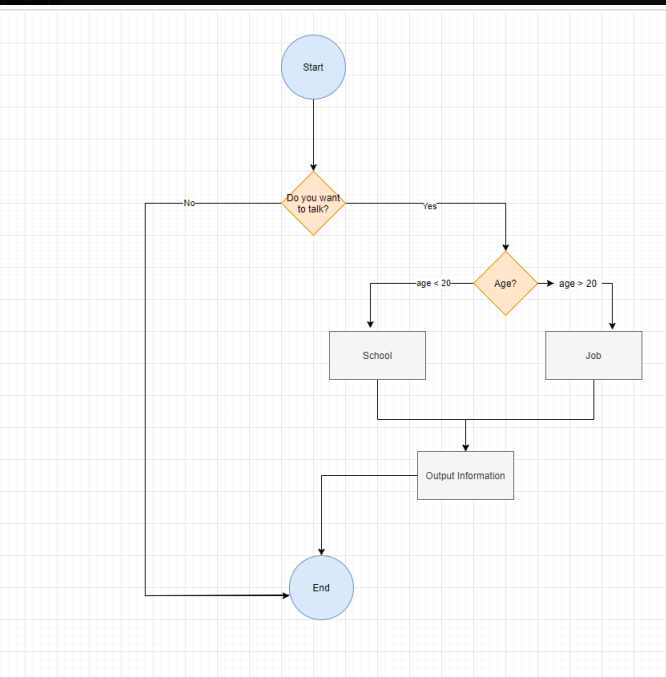 Start
Do you want
to talk?
No
Yes
Age?
age < 20
age > 20
School
Job
Output Information
End